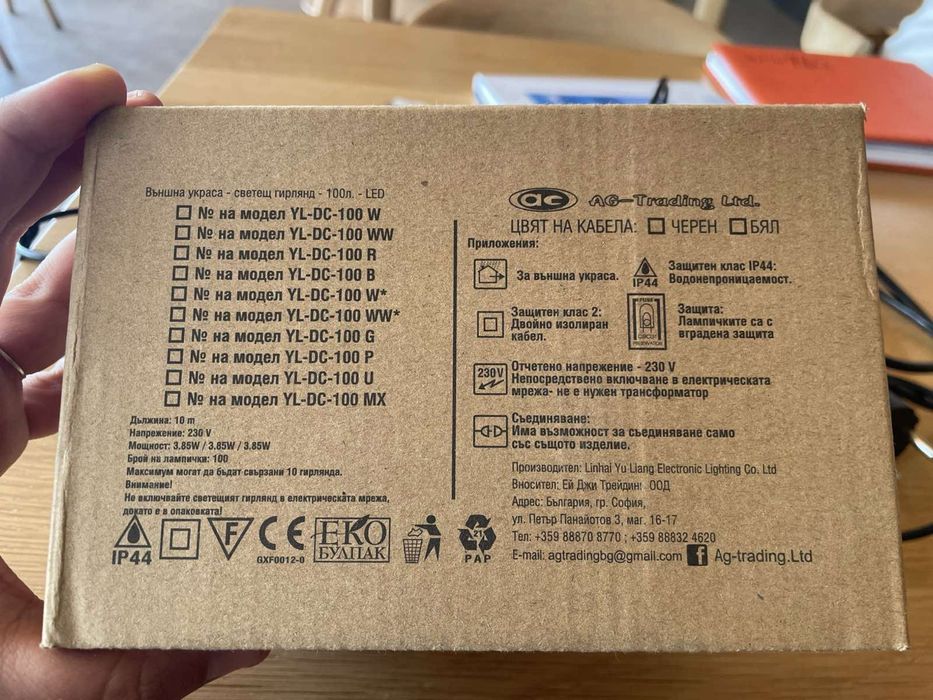 Външна украса - светещ гирлянд - 100л. - LED
№ на модел YL-DC-100 W
№ на модел YL-DC-100 WW
№ на модел YL-DC-100 R
№ на модел YL-DC-100 B
№ на модел YL-DC-100 W*
№ на модел YL-DC-100 WW*
№ на модел YL-DC-100 G
№ на модел YL-DC-100 P
№ на модел YL-DC-100 U
№ на модел YL-DC-100 MX
Дължина: 10 m
Напрежение: 230 V
Мощност: 3.85W / 3.85W / 3.85W
Брой на лампички: 100
Максимум могат да бъдат свързани 10 гирлянда.
Внимание!
Не включвайте светещият гирлянд в електрическата мрежа,
докато е в опаковката!
IP44
F
CE
GXF0012-0
ЕКО
БУЛПАК
21
PAP
ac AG-Trading Ltd.
ЦВЯТ НА КАБЕЛА: ЧЕРЕН БЯЛ
Приложения:
За външна украса.
IP44
Защитен клас IP44:
Водонепроницаемост.
Защитен клас 2:
Двойно изолиран
кабел.
FUSE
CIRCUIT
PRESERVATION
Защита:
Лампичките са с
вградена защита
230V
Отчетено напрежение - 230 V
Непосредствено включване в електрическата
мрежа- не е нужен трансформатор
Съединяване:
Има възможност за съединяване само
със същото изделие.
Производител: Linhai Yu Liang Electronic Lighting Co. Ltd
Вносител: Ей Джи Трейдинг ООД
Адрес: България, гр. София,
ул. Петър Панайотов 3, маг. 16-17
Тел: +359 88870 8770 ; +359 88832 4620
E-mail: agtradingbg@gmail.com f Ag-trading.Ltd